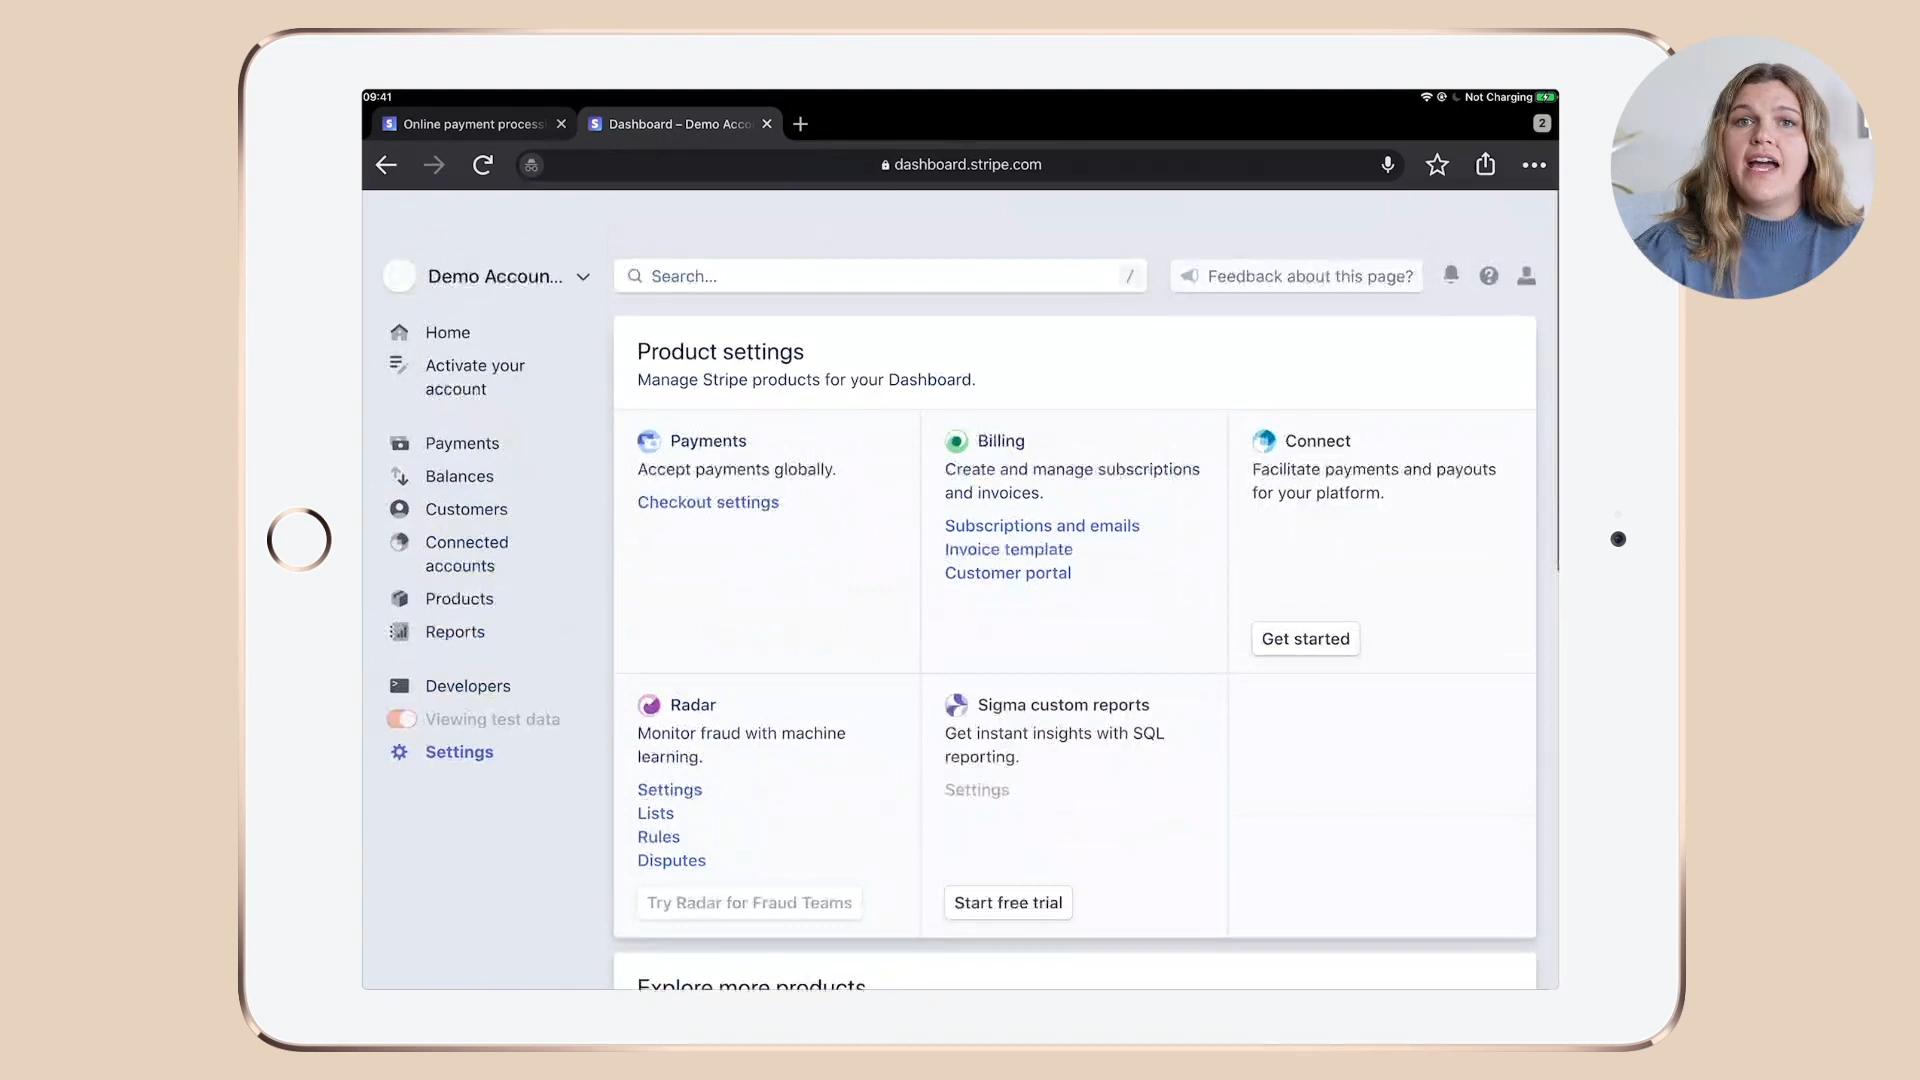 09:41
Not Charging
Online payment process
Dashboard – Demo Acco
2
dashboard.stripe.com
Demo Accoun...
Search...
/
Feedback about this page?
Home
Activate your
account
Payments
Balances
Customers
Connected
accounts
Products
Reports
Developers
Viewing test data
Settings
Product settings
Manage Stripe products for your Dashboard.
Payments
Accept payments globally.
Checkout settings
Billing
Create and manage subscriptions
and invoices.
Subscriptions and emails
Invoice template
Customer portal
Connect
Facilitate payments and payouts
for your platform.
Get started
Radar
Monitor fraud with machine
learning.
Settings
Lists
Rules
Disputes
Try Radar for Fraud Teams
Sigma custom reports
Get instant insights with SQL
reporting.
Settings
Start free trial
Explore more products